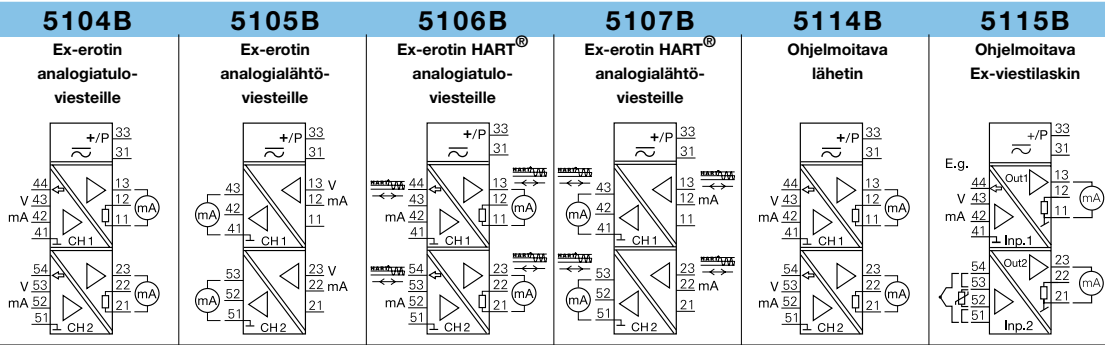 5104B
Ex-erotin
analogiatulo-
viesteille
+/P 33
31
44 13
V 43 12
mA 42 11 mA
41 CH 1
54 23
V 53 22
mA 52 21 mA
51 CH 2
5105B
Ex-erotin
analogialähtö-
viesteille
+/P 33
31
43 13 V
mA 42 12 mA
41 11
CH 1
53 23 V
mA 52 22 mA
51 21
CH 2
5106B
Ex-erotin HART®
analogiatulo-
viesteille
+/P 33
31
HART HART
44 13
43 12
mA 42 11 mA
41 CH 1
HART HART
54 23
53 22
mA 52 21 mA
51 CH 2
5107B
Ex-erotin HART®
analogialähtö-
viesteille
+/P 33
31
HART HART
43 13
mA 42 12 mA
41 11
CH 1
HART HART
53 23
mA 52 22 mA
51 21
CH 2
5114B
Ohjelmoitava
lähetin
+/P 33
31
44 13
V 43 12
mA 42 11 mA
41 CH 1
54 23
V 53 22
mA 52 21 mA
51 CH 2
5115B
Ohjelmoitava
Ex-viestilaskin
+/P 33
31
E.g.
44 Out1 13
V 43 12
mA 42 11 mA
41 Inp.1
54 Out2 23
53 22
52 21 mA
51 Inp.2